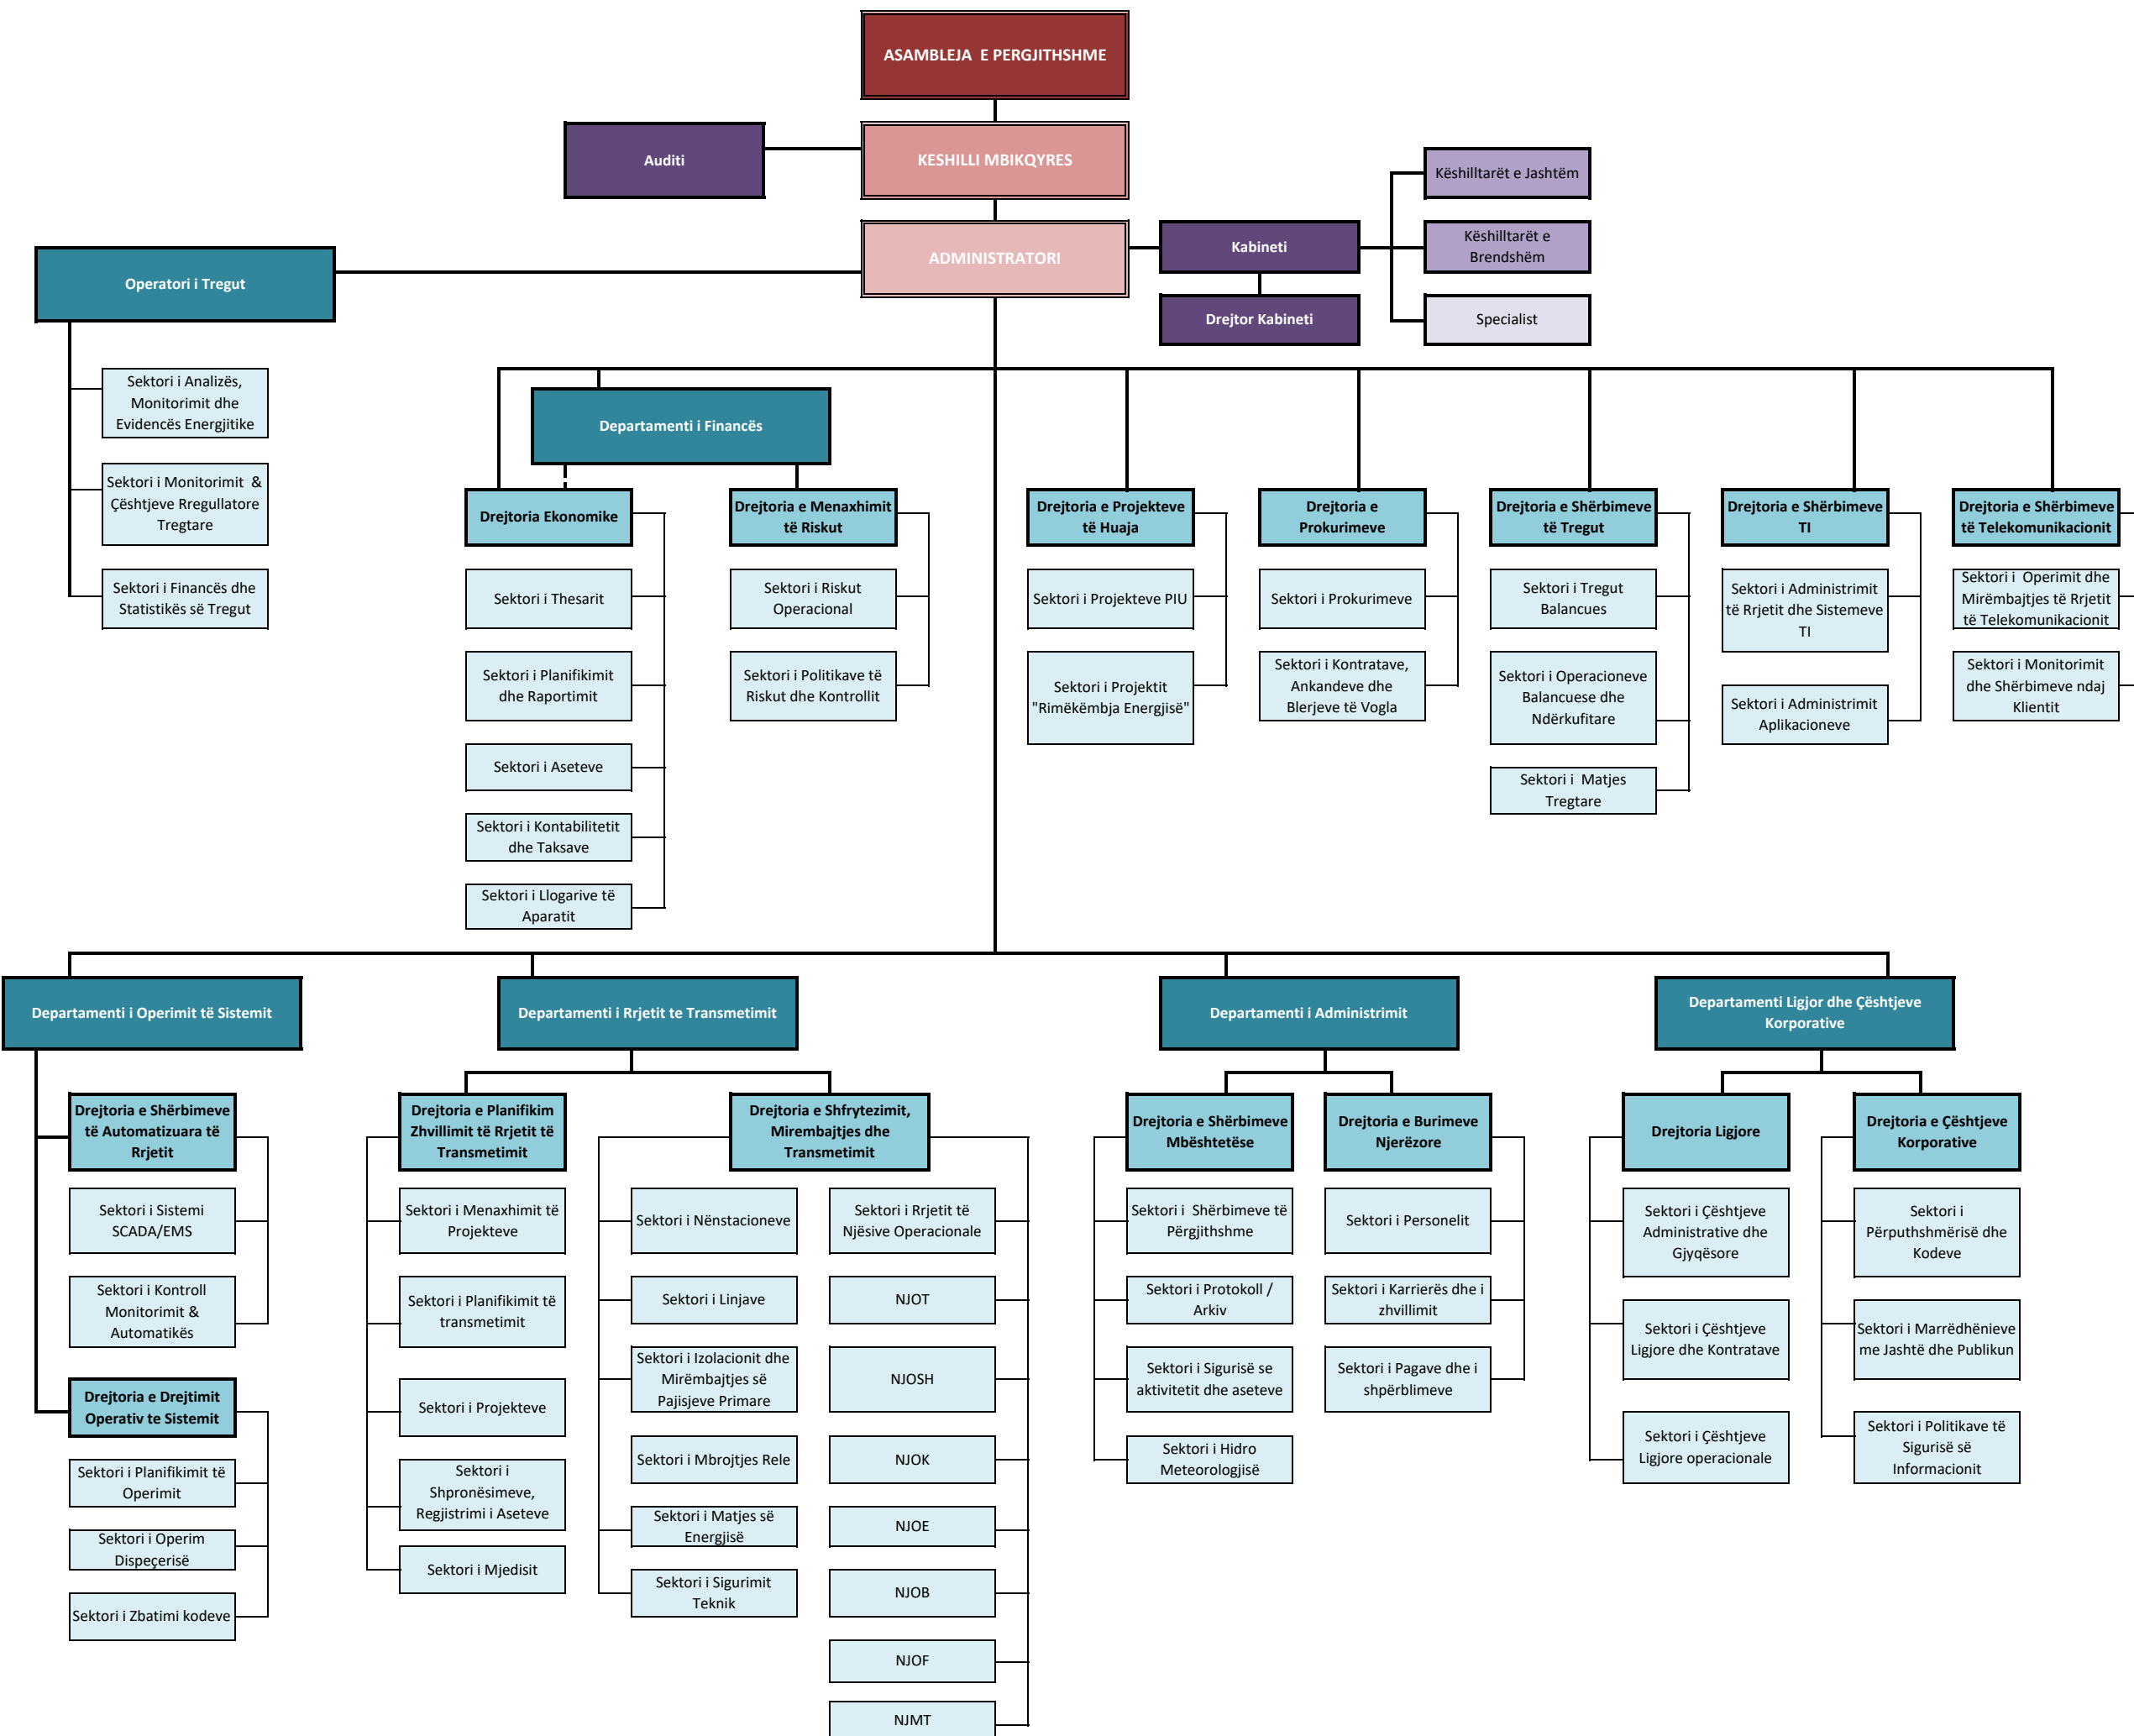 ASAMBLEJA E PERGJITHSHME
Auditi
KESHILLI MBIKQYRES
Këshilltarët e Jashtëm
ADMINISTRATORI
Kabineti
Këshilltarët e
Brendshëm
Operatori i Tregut
Drejtor Kabineti
Specialist
Sektori i Analizës,
Monitorimit dhe
Evidencës Energjitike
Sektori i Monitorimit &
Çështjeve Rregullatore
Tregtare
Sektori i Financës dhe
Statistikës së Tregut
Departamenti i Financës
Drejtoria Ekonomike
Sektori i Thesarit
Sektori i Planifikimit
dhe Raportimit
Sektori i Aseteve
Sektori i Kontabilitetit
dhe Taksave
Sektori i Llogarive të
Aparatit
Drejtoria e Menaxhimit
të Riskut
Sektori i Riskut
Operacional
Sektori i Politikave të
Riskut dhe Kontrollit
Drejtoria e Projekteve
të Huaja
Sektori i Projekteve PIU
Sektori i Projektit
"Rimëkëmbja Energjisë"
Drejtoria e
Prokurimeve
Sektori i Prokurimeve
Sektori i Kontratave,
Ankandeve dhe
Blerjeve të Vogla
Drejtoria e Shërbimeve
të Tregut
Sektori i Tregut
Balancues
Sektori i Operacioneve
Balancuese dhe
Ndërkufitare
Sektori i Matjes
Tregtare
Drejtoria e Shërbimeve
TI
Sektori i Administrimit
të Rrjetit dhe Sistemeve
TI
Sektori i Administrimit
Aplikacioneve
Drejtoria e Shërbimeve
të Telekomunikacionit
Sektori i Operimit dhe
Mirëmbajtjes të Rrjetit
të Telekomunikacionit
Sektori i Monitorimit
dhe Shërbimeve ndaj
Klientit
Departamenti i Operimit të Sistemit
Drejtoria e Shërbimeve
të Automatizuara të
Rrjetit
Sektori i Sistemi
SCADA/EMS
Sektori i Kontroll
Monitorimit &
Automatikës
Drejtoria e Drejtimit
Operativ te Sistemit
Sektori i Planifikimit të
Operimit
Sektori i Operim
Dispeçerisë
Sektori i Zbatimi kodeve
Departamenti i Rrjetit te Transmetimit
Drejtoria e Planifikim
Zhvillimit të Rrjetit të
Transmetimit
Sektori i Menaxhimit të
Projekteve
Sektori i Planifikimit të
transmetimit
Sektori i Projekteve
Sektori i
Shpronësimeve,
Regjistrimi i Aseteve
Sektori i Mjedisit
Drejtoria e Shfrytezimit,
Mirembajtjes dhe
Transmetimit
Sektori i Nënstacioneve
Sektori i Linjave
Sektori i Izolacionit dhe
Mirëmbajtjes së
Pajisjeve Primare
Sektori i Mbrojtjes Rele
Sektori i Matjes së
Energjisë
Sektori i Sigurimit
Teknik
Sektori i Rrjetit të
Njësive Operacionale
NJOT
NJOSH
NJOK
NJOE
NJOB
NJOF
NJMT
Departamenti i Administrimit
Drejtoria e Shërbimeve
Mbështetëse
Sektori i Shërbimeve të
Përgjithshme
Sektori i Protokoll /
Arkiv
Sektori i Sigurisë se
aktivitetit dhe aseteve
Sektori i Hidro
Meteorologjisë
Drejtoria e Burimeve
Njerëzore
Sektori i Personelit
Sektori i Karrierës dhe i
zhvillimit
Sektori i Pagave dhe i
shpërblimeve
Departamenti Ligjor dhe Çështjeve
Korporative
Drejtoria Ligjore
Sektori i Çështjeve
Administrative dhe
Gjyqësore
Sektori i Çështjeve
Ligjore dhe Kontratave
Sektori i Çështjeve
Ligjore operacionale
Drejtoria e Çështjeve
Korporative
Sektori i
Përputhshmërisë dhe
Kodeve
Sektori i Marrëdhënieve
me Jashtë dhe Publikun
Sektori i Politikave të
Sigurisë së
Informacionit